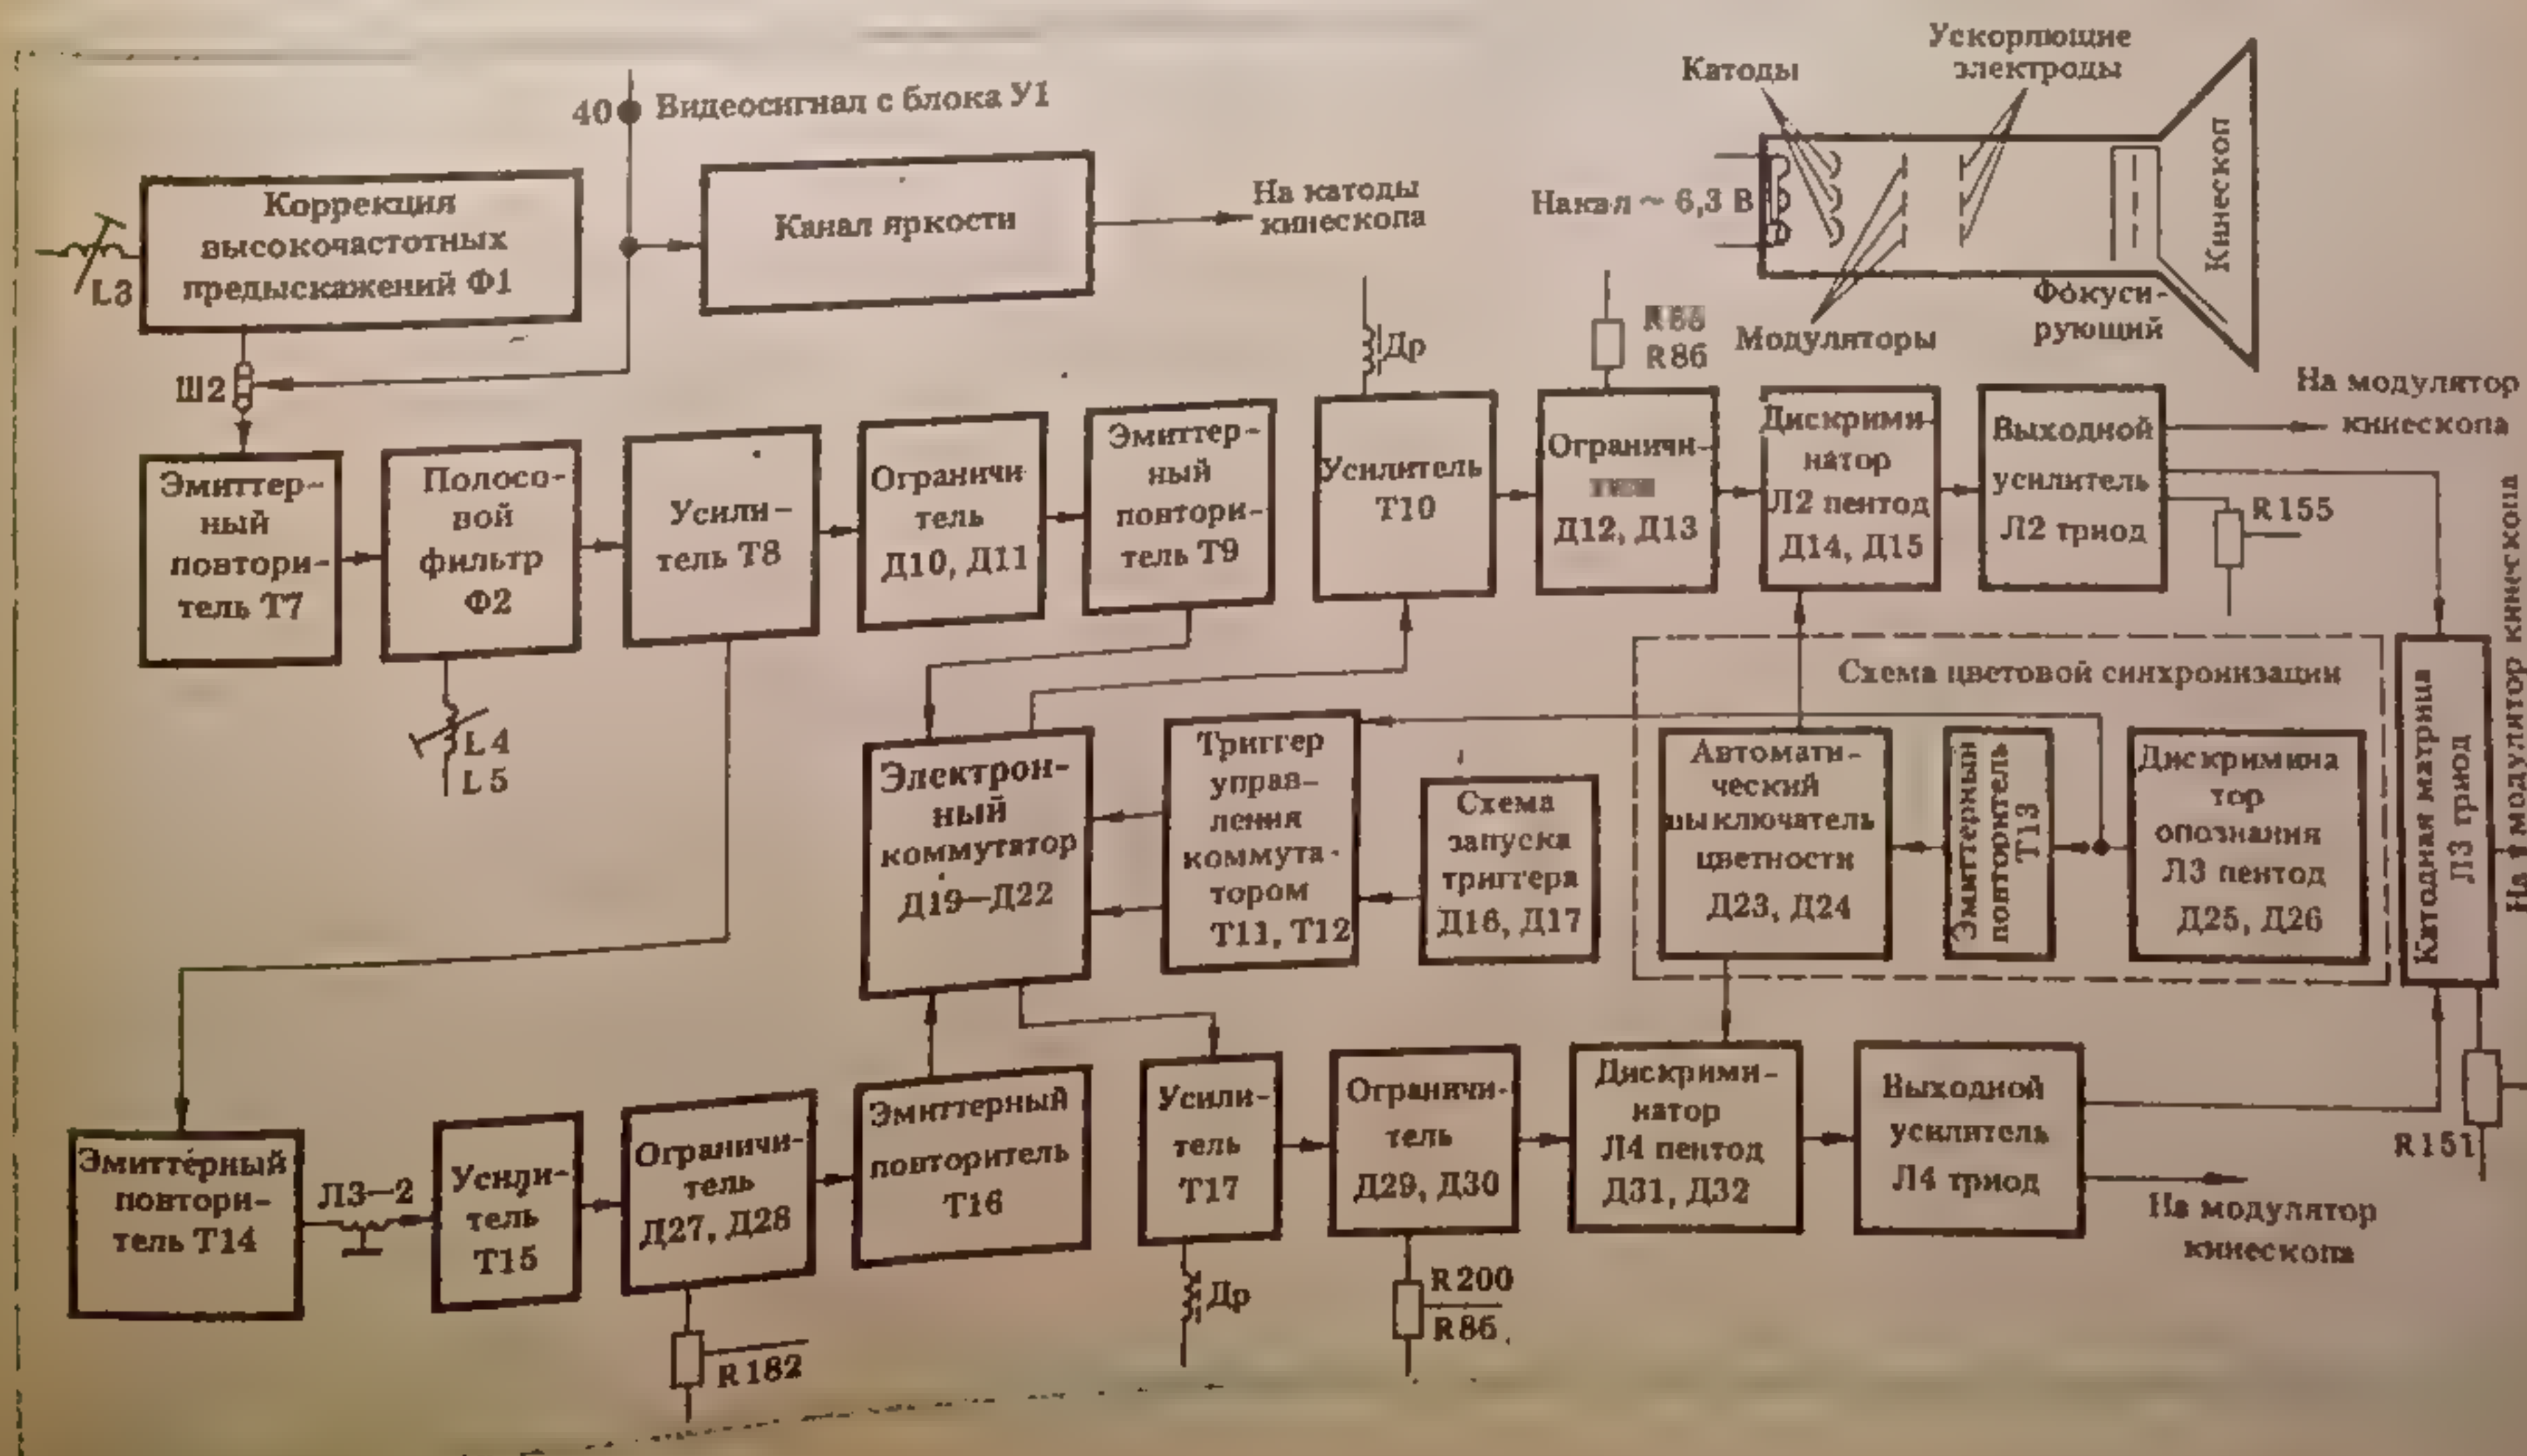 40
Видеосигнал с блока У1
Коррекция
высокочастотных
предыскажений Ф1
L3
Канал яркости
На катоды
кинескопа
Ускоряющие
электроды
Катоды
Накал ~ 6,3 В
Модуляторы
Фокуси-
рующий
Кинескоп
Ш2
Эмиттер-
ный
повтори-
тель Т7
Полосо-
вой
фильтр
Ф2
L4
L5
Усили-
тель Т8
Ограничи
тель
Д10, Д11
Эмиттер-
ный
повтори-
тель Т9
Др
Усилитель
Т10
R86
Ограничи-
Д12, Д13
Дискрими-
натор
Л2 пентод
Д14, Д15
Выходной
усилитель
Л2 триод
На модулятор
кинескопа
R155
Электрон-
ный
коммутатор
Д19—Д22
Триггер
управ-
ления
коммута-
тором
Т11, Т12
Схема
запуска
триггера
Д16, Д17
Схема цветовой синхронизации
Автомати-
ческий
выключатель
цветности
Д23, Д24
Эмиттерный
повторитель
Т13
Дискримина
тор
опознания
Л3 пентод
Д25, Д26
Катодная матрица
Л3 триод
На модулятор кинескопа
R151
Эмиттерный
повтори-
тель Т14
ЛЗ—2
Усили-
тель
Т15
Ограничи-
тель
Д27, Д28
R182
Эмиттерный
повторитель
Т16
Усили-
тель
Т17
Др
Ограничи-
тель
Д29, Д30
R200
R86
Дискрими-
натор
Л4 пентод
Д31, Д32
Выходной
усилитель
Л4 триод
На модулятор
кинескопа